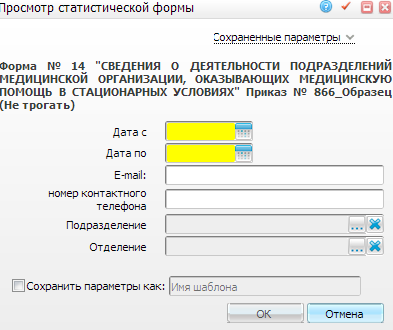 Просмотр статистической формы
Сохраненные параметры
Форма № 14 "СВЕДЕНИЯ О ДЕЯТЕЛЬНОСТИ ПОДРАЗДЕЛЕНИЙ
МЕДИЦИНСКОЙ ОРГАНИЗАЦИИ, ОКАЗЫВАЮЩИХ МЕДИЦИНСКУЮ
ПОМОЩЬ В СТАЦИОНАРНЫХ УСЛОВИЯХ" Приказ № 866_Образец
(Не трогать)
Дата с
Дата по
E-mail:
номер контактного
телефона
Подразделение ...
Отделение ...
Сохранить параметры как: Имя шаблона
OK Отмена